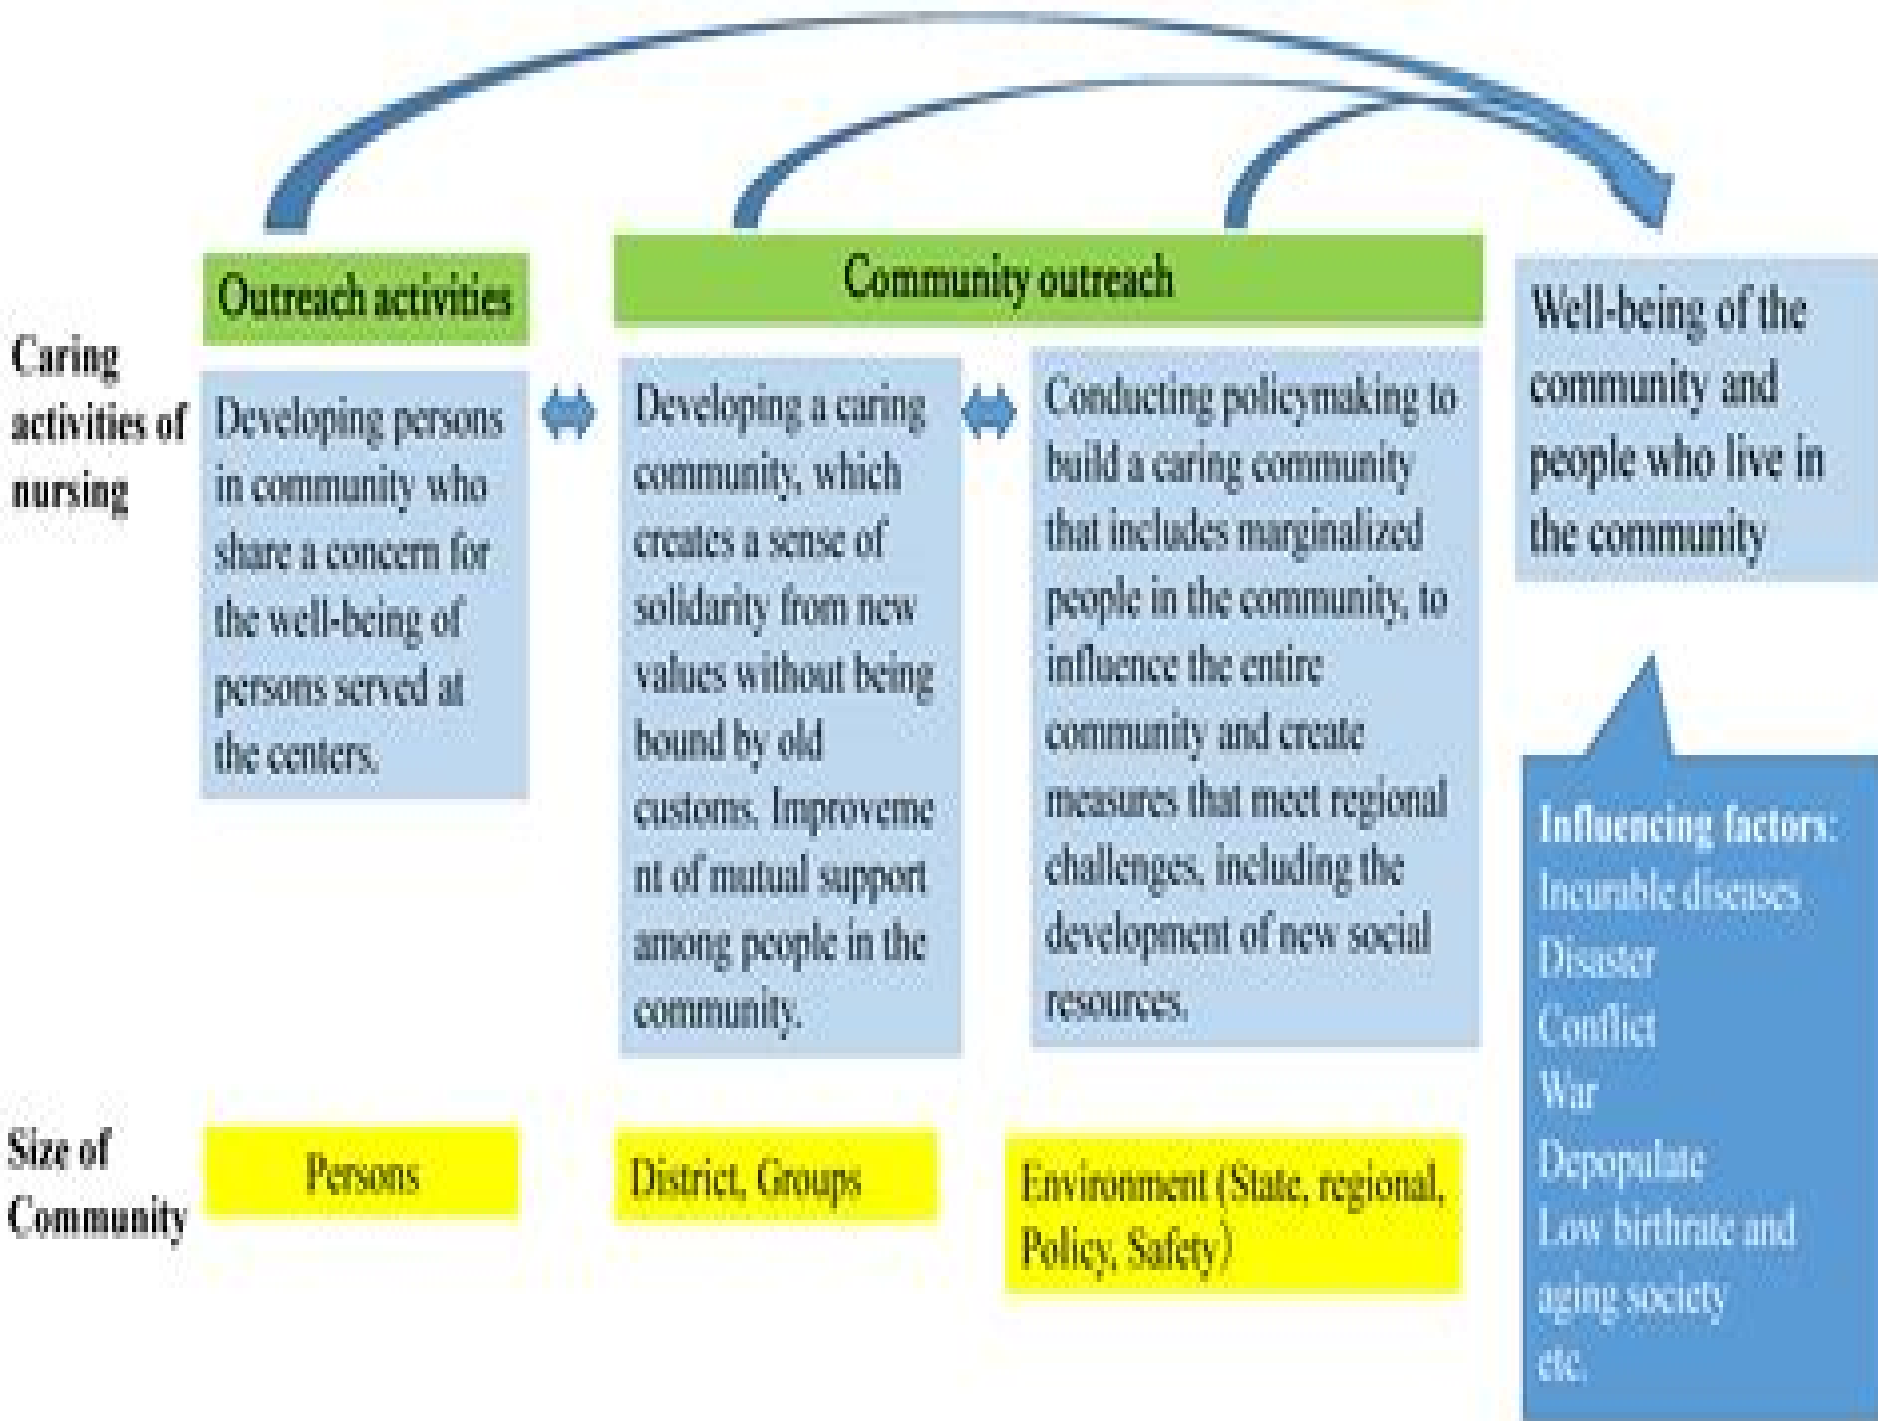 Outreach activities
Community outreach
Caring
activities of
nursing
Developing persons
in community who
share a concern for
the well-being of
persons served at
the centers.
Developing a caring
community, which
creates a sense of
solidarity from new
values without being
bound by old
customs. Improveme
nt of mutual support
among people in the
community.
Conducting policymaking to
build a caring community
that includes marginalized
people in the community, to
influence the entire
community and create
measures that meet regional
challenges, including the
development of new social
resources.
Well-being of the
community and
people who live in
the community
Influencing factors:
Incurable diseases
Disaster
Conflict
War
Depopulate
Low birthrate and
aging society
etc.
Size of
Community
Persons
District, Groups
Environment (State, regional,
Policy, Safety）